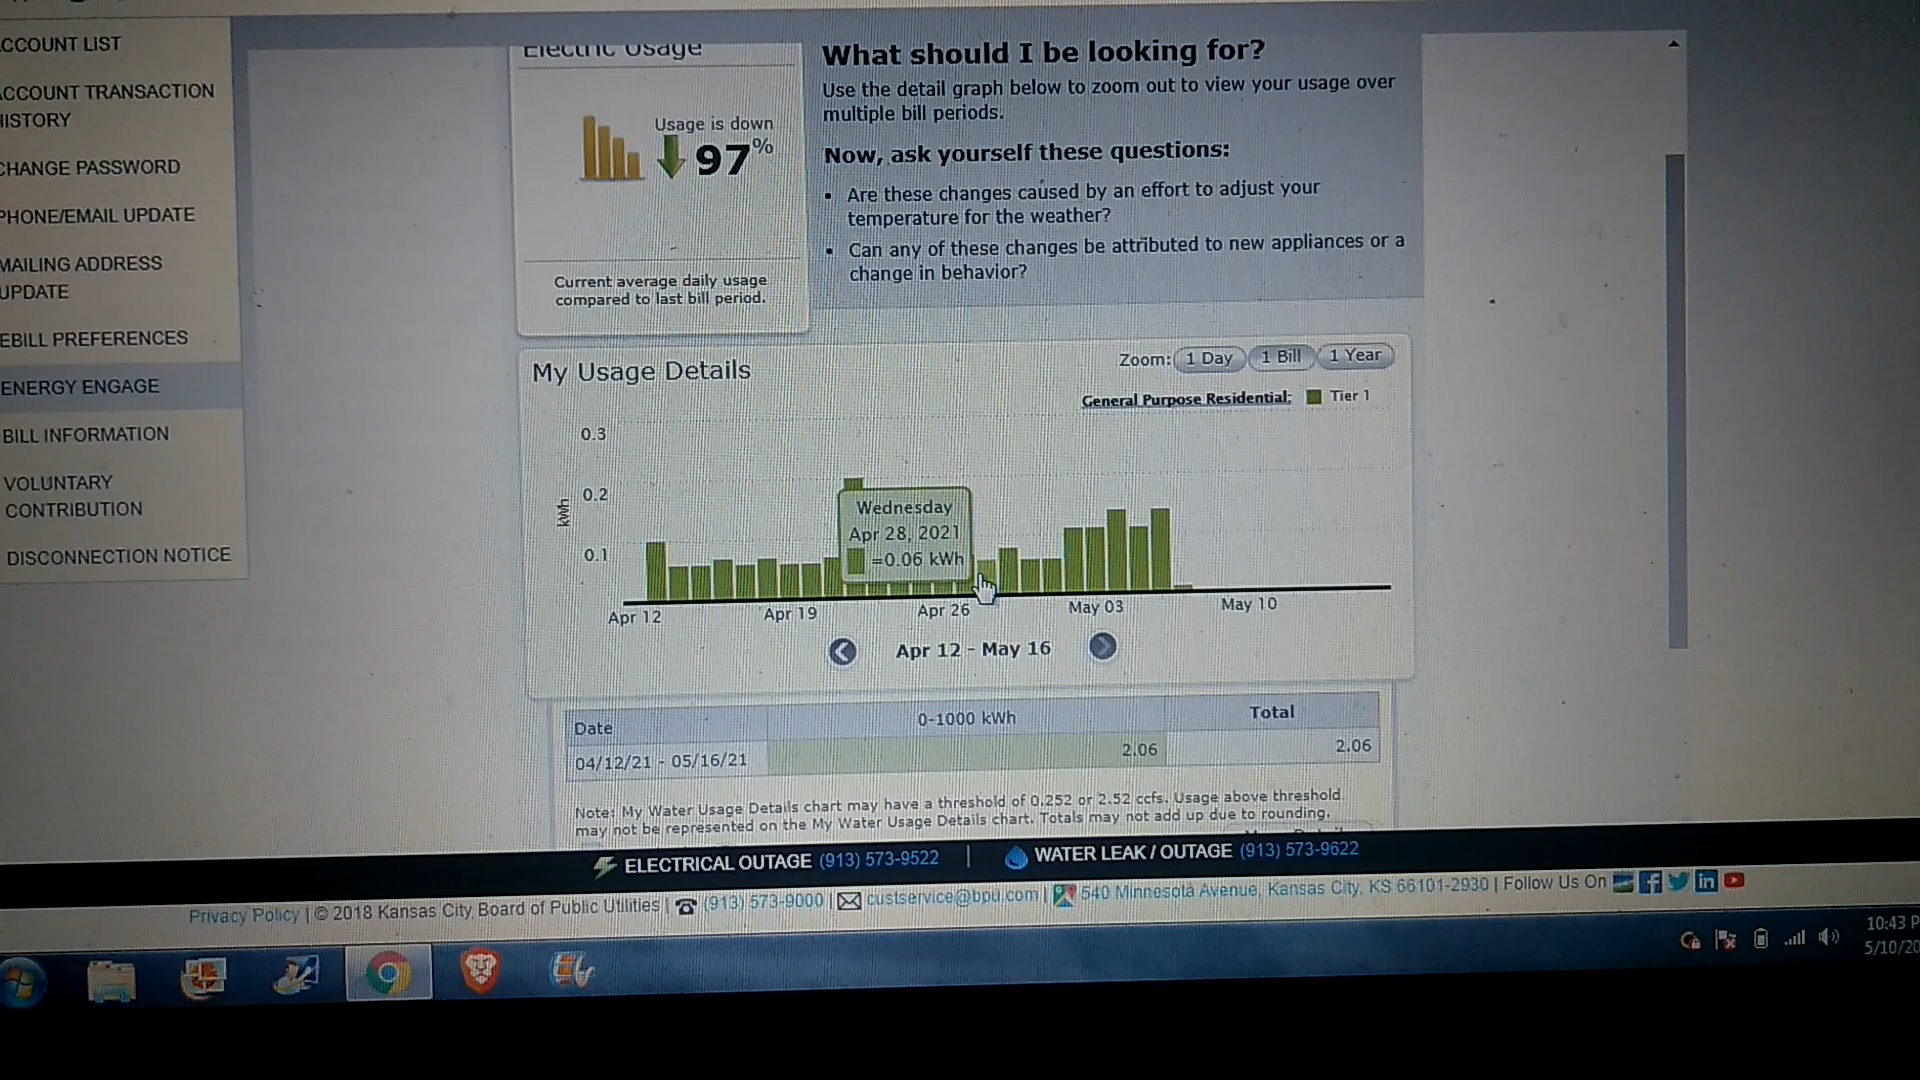 CCOUNT LIST
CCOUNT TRANSACTION
HISTORY
CHANGE PASSWORD
PHONE/EMAIL UPDATE
MAILING ADDRESS
UPDATE
EBILL PREFERENCES
ENERGY ENGAGE
BILL INFORMATION
VOLUNTARY
CONTRIBUTION
DISCONNECTION NOTICE
Electric Usage
Usage is down
97%
Current average daily usage
compared to last bill period.
What should I be looking for?
Use the detail graph below to zoom out to view your usage over
multiple bill periods.
Now, ask yourself these questions:
• Are these changes caused by an effort to adjust your
temperature for the weather?
• Can any of these changes be attributed to new appliances or a
change in behavior?
My Usage Details
Zoom: 1 Day 1 Bill 1 Year
General Purpose Residential: Tier 1
0.3
0.2
0.1
kWh
Wednesday
Apr 28, 2021
=0.06 kWh
Apr 12 Apr 19 Apr 26 May 03 May 10
Apr 12 - May 16
Date 0-1000 kWh Total
04/12/21 - 05/16/21 2.06 2.06
Note: My Water Usage Details chart may have a threshold of 0.252 or 2.52 ccfs. Usage above threshold
may not be represented on the My Water Usage Details chart. Totals may not add up due to rounding.
ELECTRICAL OUTAGE (913) 573-9522 | WATER LEAK / OUTAGE (913) 573-9622
Privacy Policy | © 2018 Kansas City Board of Public Utilities | (913) 573-9000 | custservice@bpu.com | 540 Minnesota Avenue, Kansas City, KS 66101-2930 | Follow Us On
10:43 P
5/10/20